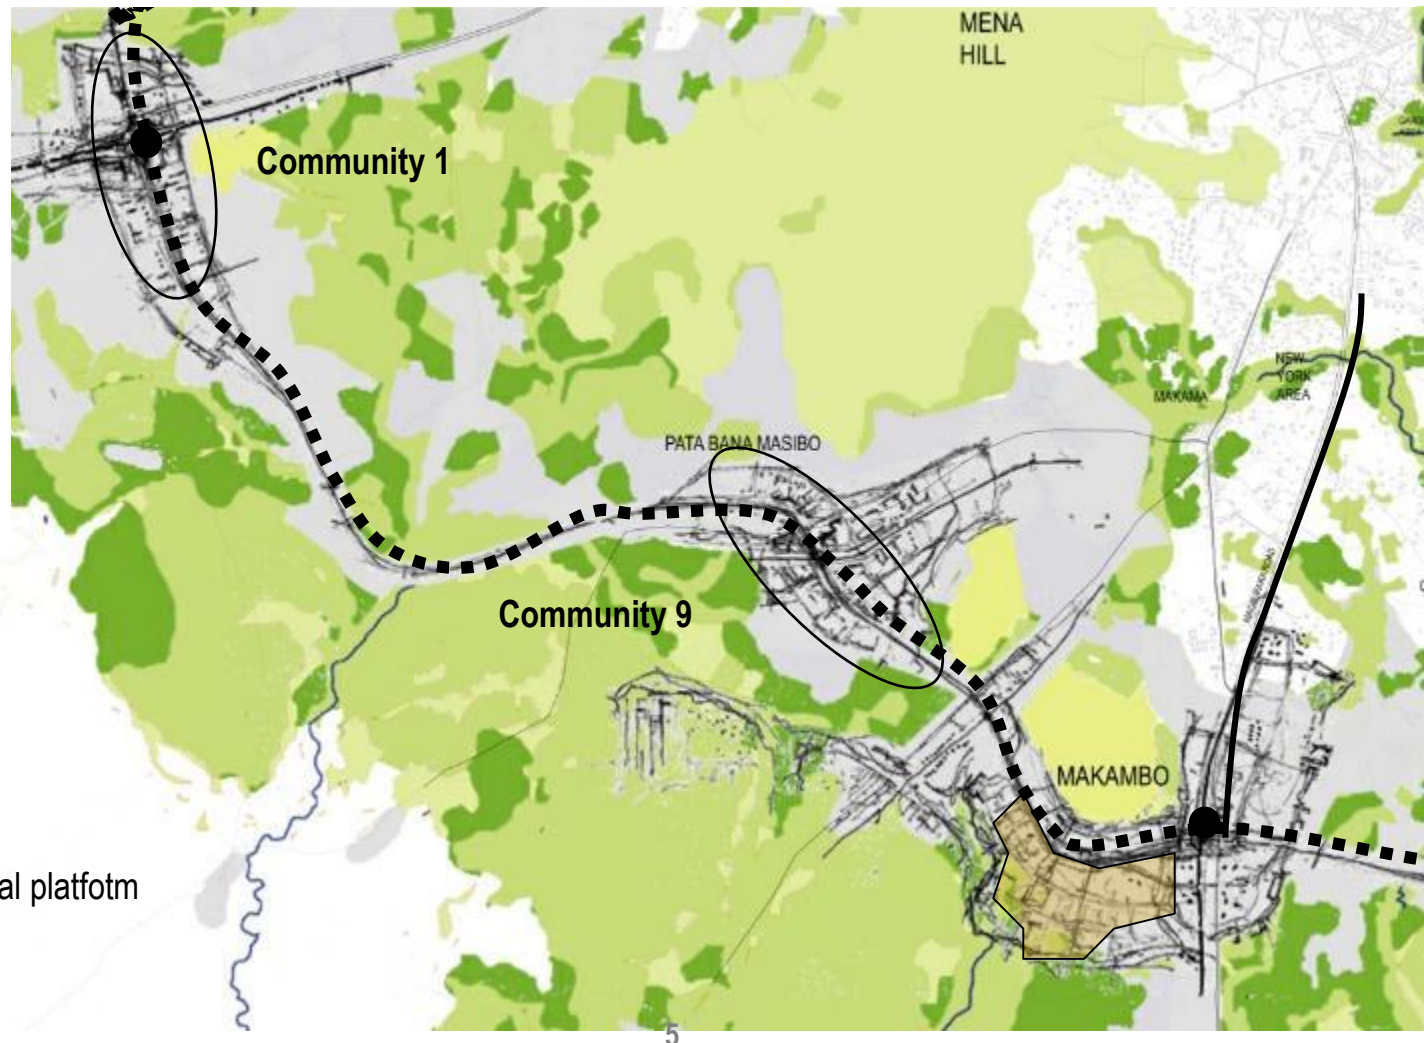 MENA
HILL
Community 1
MAKAMA
NEW
YORK
AREA
PATA BANA MASIBO
Community 9
MAKAMBO
al platfotm
5